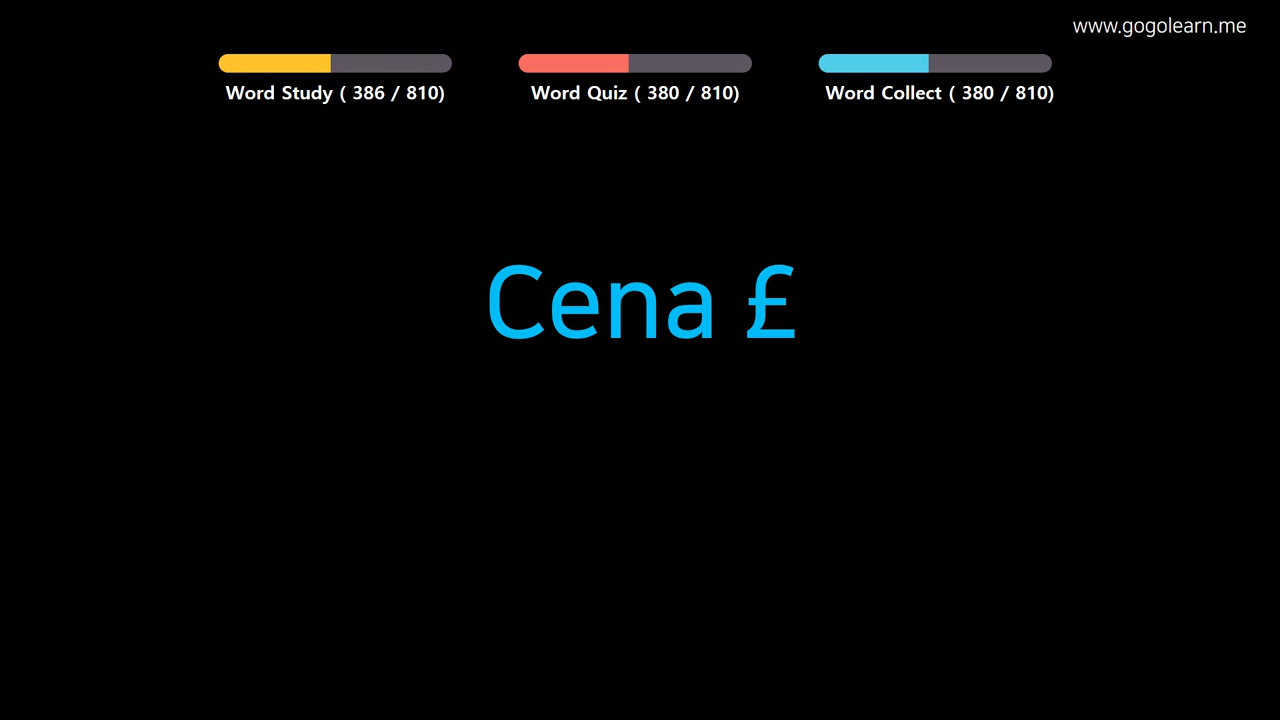 www.gogolearn.me
Word Study ( 386 / 810)
Word Quiz ( 380 / 810)
Word Collect ( 380 / 810)
Cena £